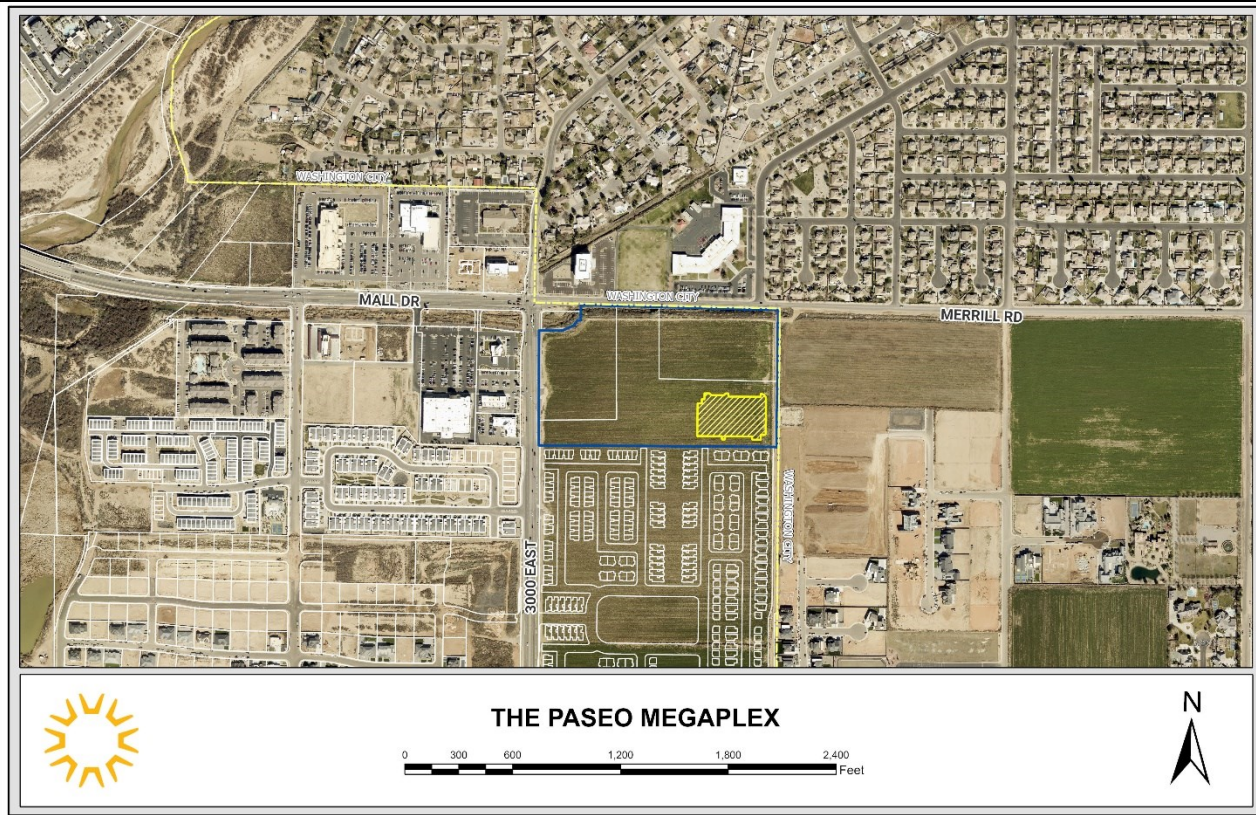 WASHINGTON CITY
MALL DR
WASHINGTON CITY
MERRILL RD
WASHINGTON CITY
3000 EAST
THE PASEO MEGAPLEX
0 300 600 1,200 1,800 2,400
Feet
N